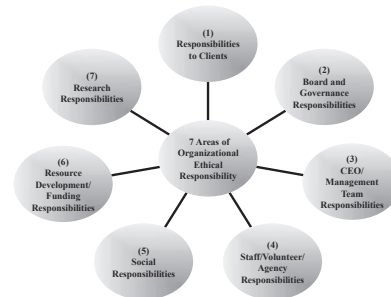 (1)
Responsibilities
to Clients
(2)
Board and
Governance
Responsibilities
(3)
CEO/
Management
Team
Responsibilities
(4)
Staff/Volunteer/
Agency
Responsibilities
(5)
Social
Responsibilities
(6)
Resource
Development/
Funding
Responsibilities
(7)
Research
Responsibilities
7 Areas of
Organizational
Ethical
Responsibility